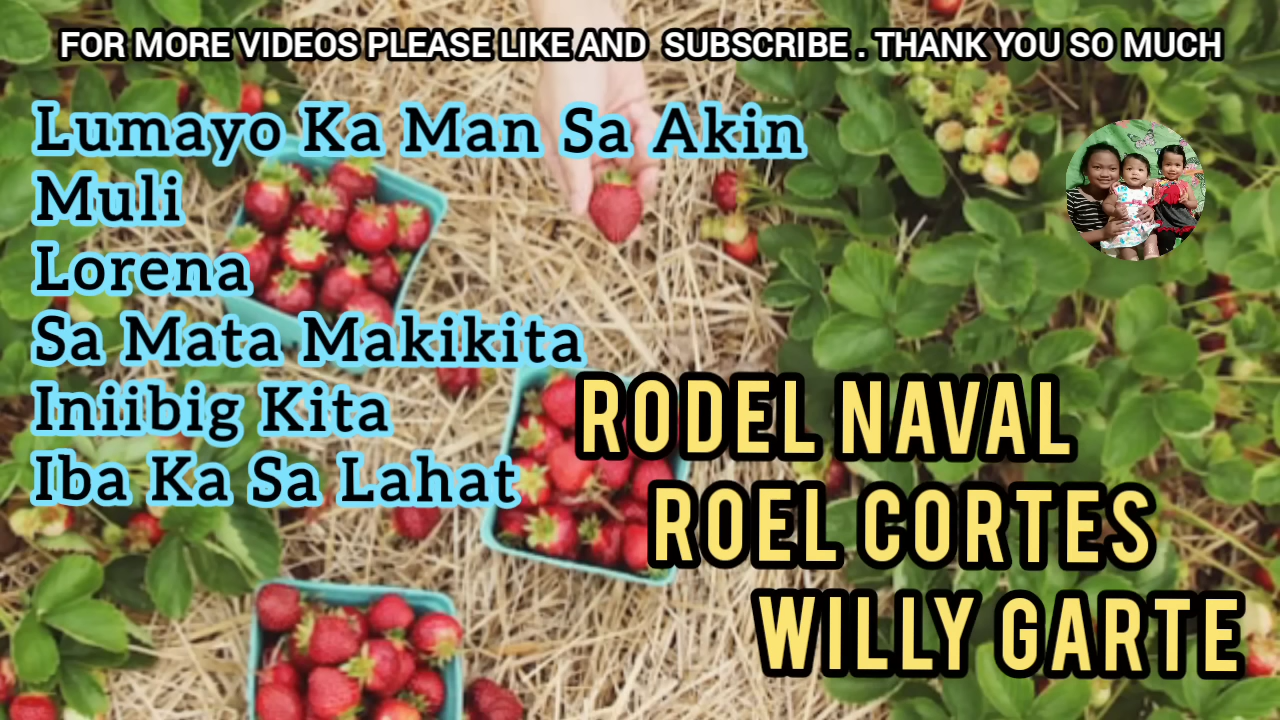 FOR MORE VIDEOS PLEASE LIKE AND SUBSCRIBE . THANK YOU SO MUCH
Lumayo Ka Man Sa Akin
Muli
Lorena
Sa Mata Makikita
Iniibig Kita
Iba Ka Sa Lahat
RODEL NAVAL
ROEL CORTES
WILLY GARTE